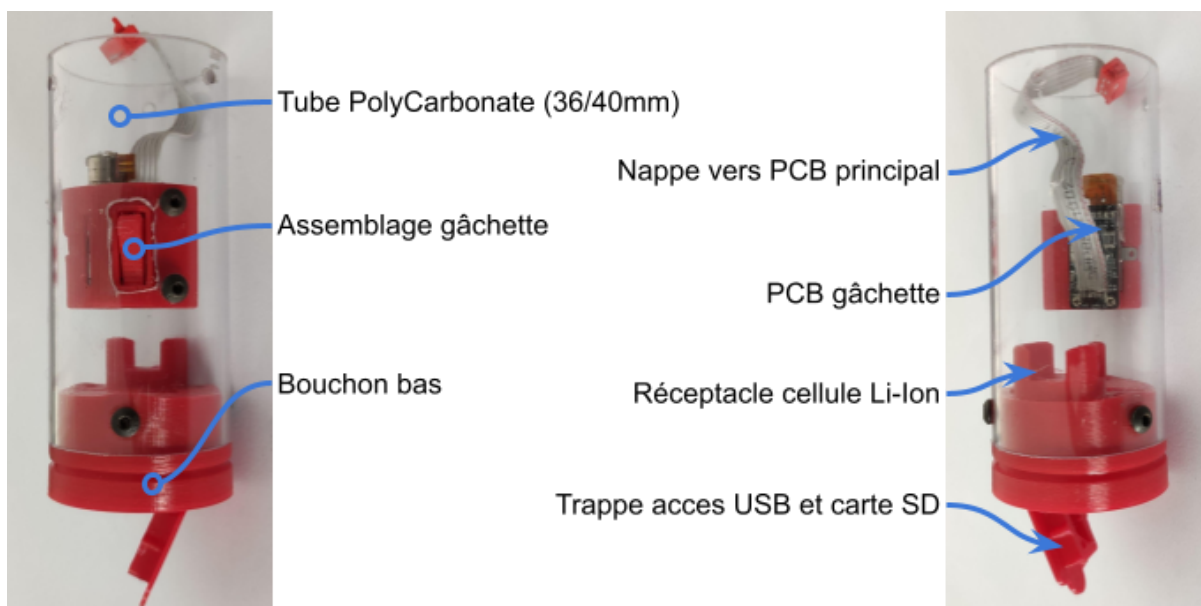 Tube PolyCarbonate (36/40mm)
Assemblage gâchette
Bouchon bas
Nappe vers PCB principal
PCB gâchette
Réceptacle cellule Li-Ion
Trappe acces USB et carte SD